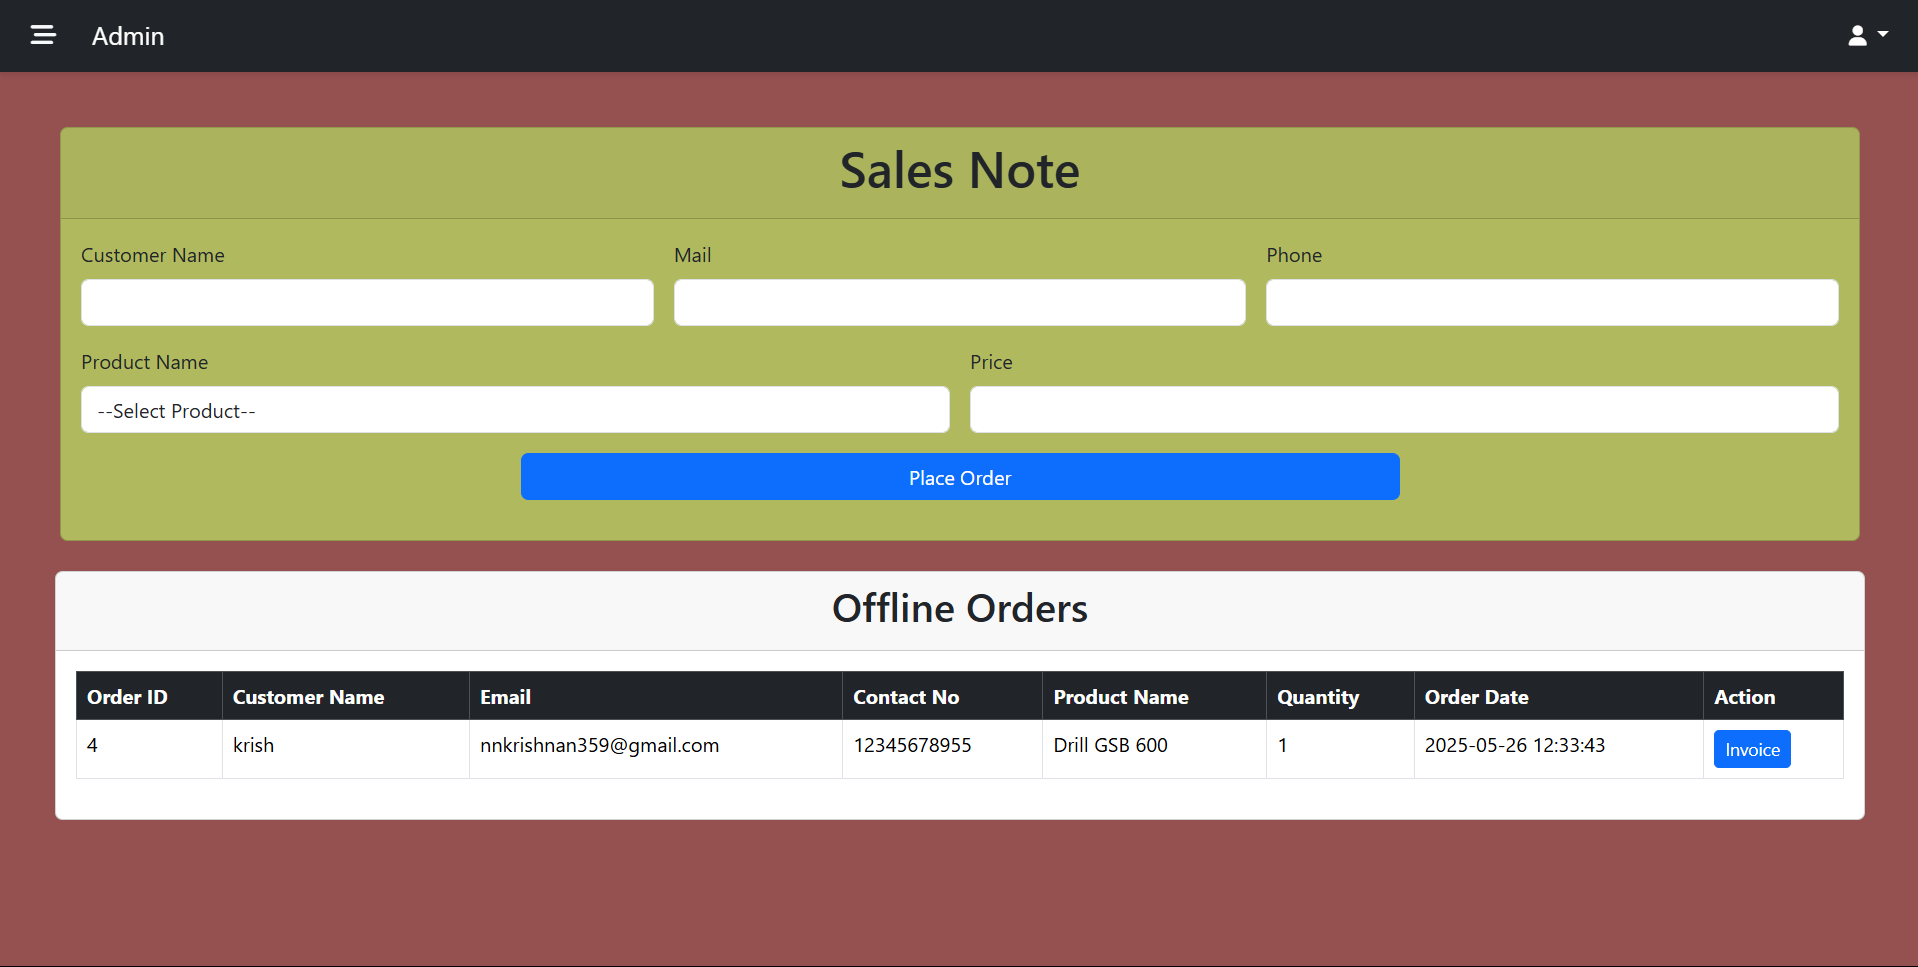 Admin
Sales Note
Customer Name Mail Phone
Product Name Price
--Select Product--
Place Order
Offline Orders
Order ID Customer Name Email Contact No Product Name Quantity Order Date Action
4 krish nnkrishnan359@gmail.com 12345678955 Drill GSB 600 1 2025-05-26 12:33:43 Invoice